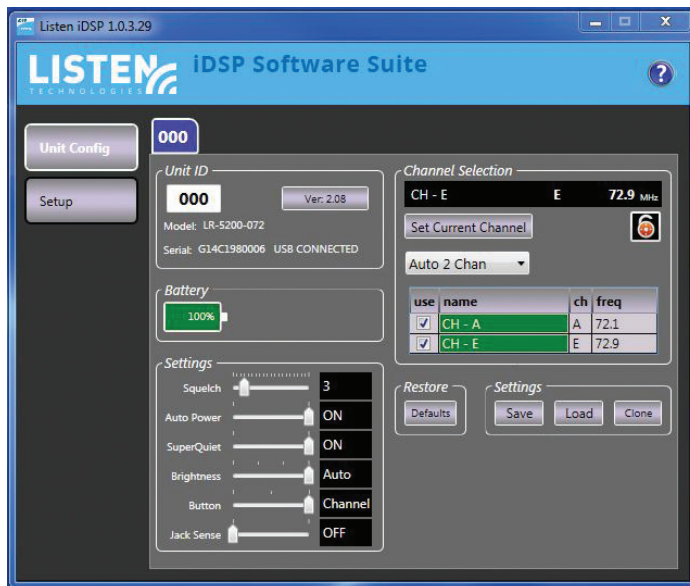 Listen iDSP 1.0.3.29
LISTEN
TECHNOLOGIES
iDSP Software Suite
?
Unit Config
Setup
000
Unit ID
000
Ver: 2.08
Model: LR-5200-072
Serial: G14C1980006 USB CONNECTED
Battery
100%
Settings
Squelch 3
Auto Power ON
SuperQuiet ON
Brightness Auto
Button Channel
Jack Sense OFF
Channel Selection
CH - E E 72.9 MHz
Set Current Channel
Auto 2 Chan
use name ch freq
CH - A A 72.1
CH - E E 72.9
Restore
Defaults
Settings
Save Load Clone